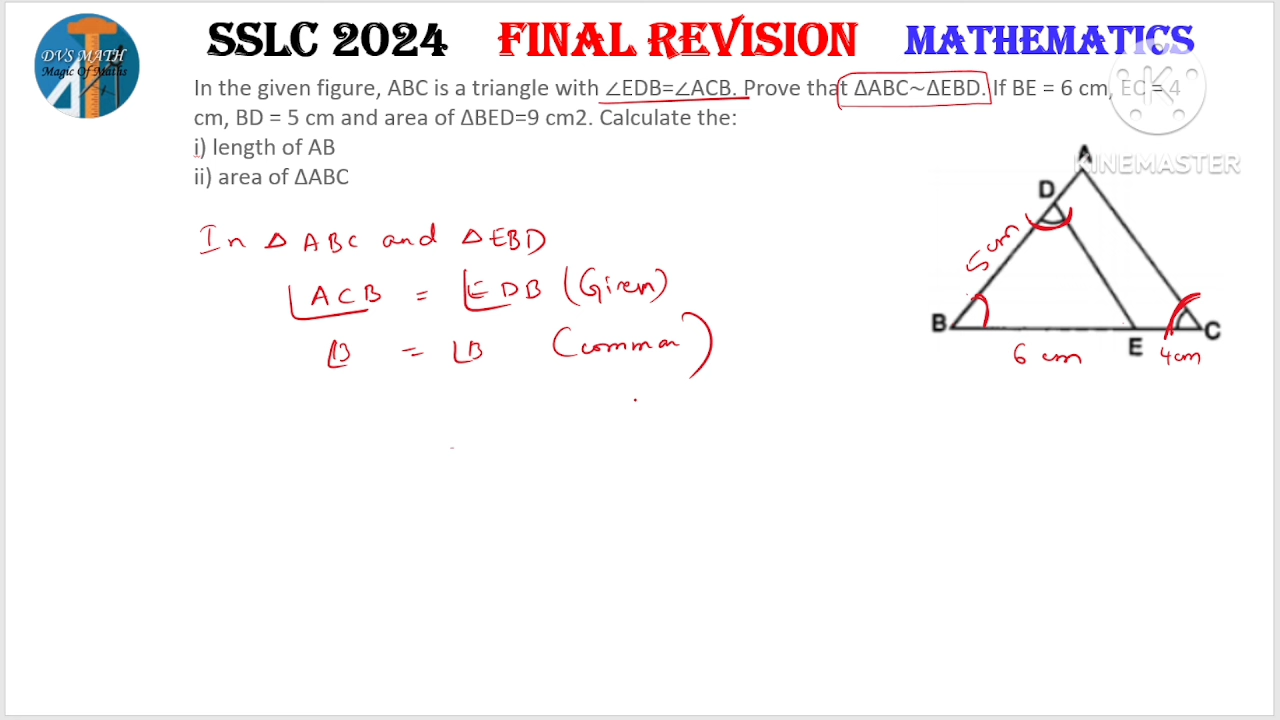 DVS MATH
Magic Of Maths
SSLC 2024 FINAL REVISION MATHEMATICS
In the given figure, ABC is a triangle with ∠EDB=∠ACB. Prove that ΔABC~ΔEBD. If BE = 6 cm, EC = 4
cm, BD = 5 cm and area of ΔBED=9 cm2. Calculate the:
i) length of AB
ii) area of ΔABC
KINEMASTER
A
D
5 cm
B
E
C
6 cm
4cm
In Δ ABC and Δ EBD
∠ACB = ∠EDB (Given)
∠B = ∠B (common)